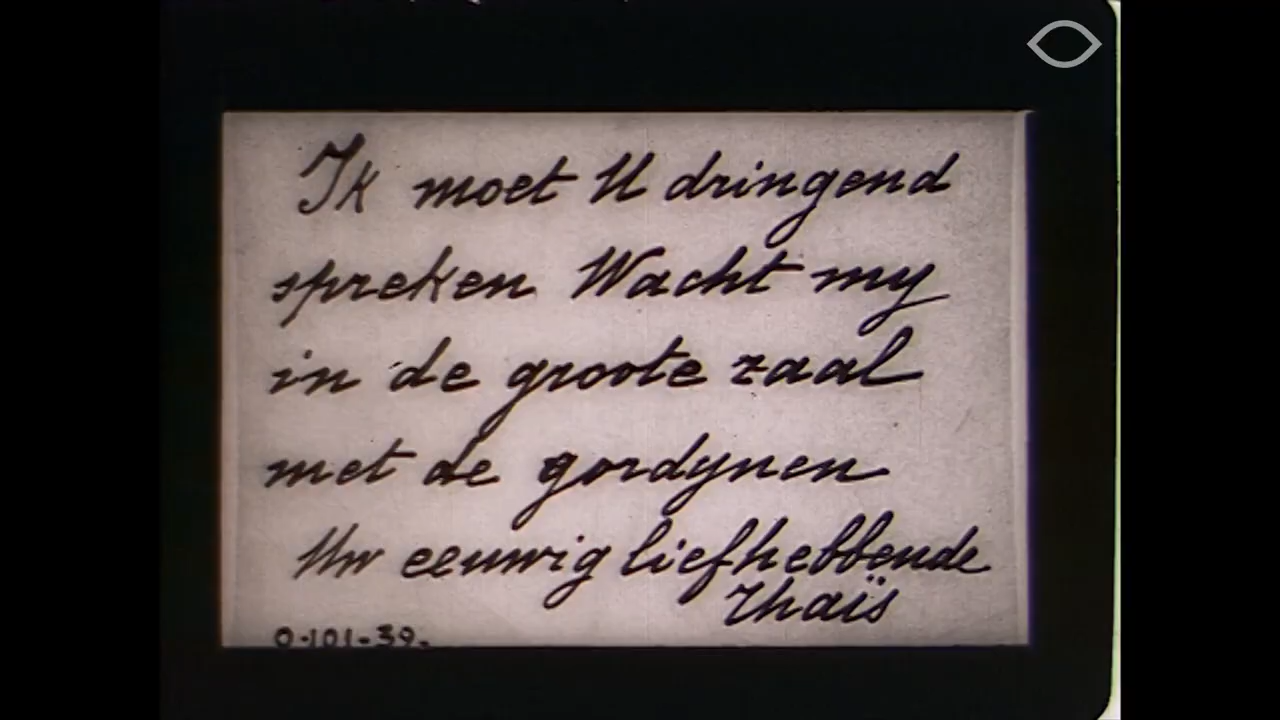 Ik moet U dringend
spreken Wacht my
in de groote zaal
met de gordynen
Uw eeuwig liefhebbende
Thaïs
0-101-39-